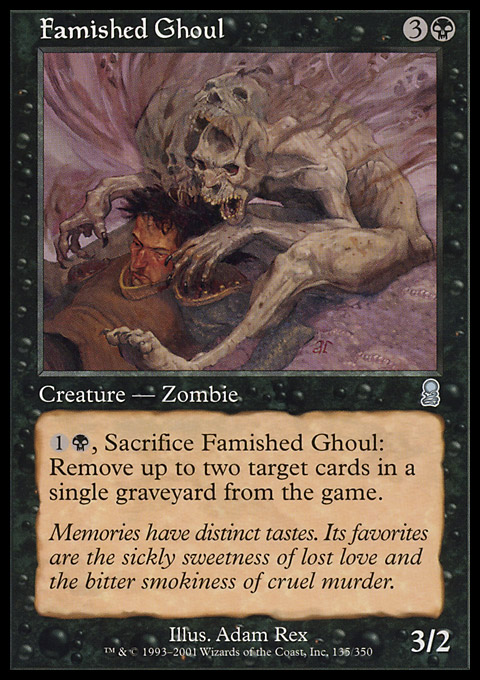 Famished Ghoul 3
Creature — Zombie
1, Sacrifice Famished Ghoul:
Remove up to two target cards in a
single graveyard from the game.
Memories have distinct tastes. Its favorites
are the sickly sweetness of lost love and
the bitter smokiness of cruel murder.
Illus. Adam Rex
3/2
™ & © 1993–2001 Wizards of the Coast, Inc. 135/350